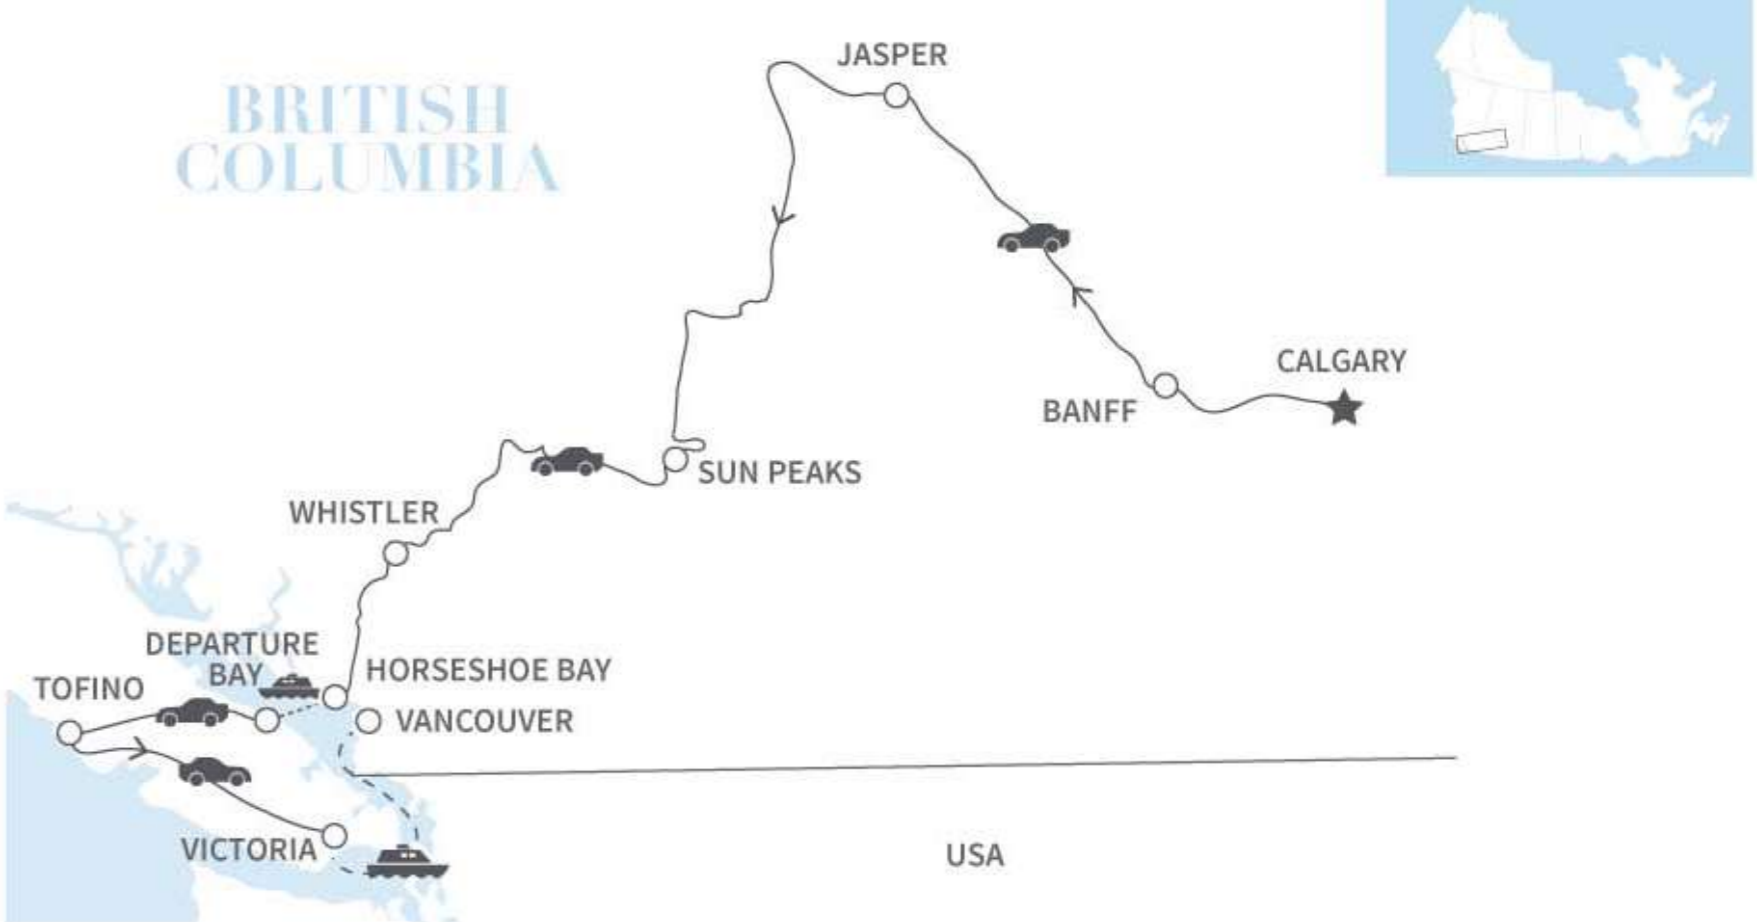 JASPER
BRITISH
COLUMBIA
CALGARY
BANFF
SUN PEAKS
WHISTLER
DEPARTURE
BAY
HORSESHOE BAY
TOFINO
VANCOUVER
VICTORIA
USA